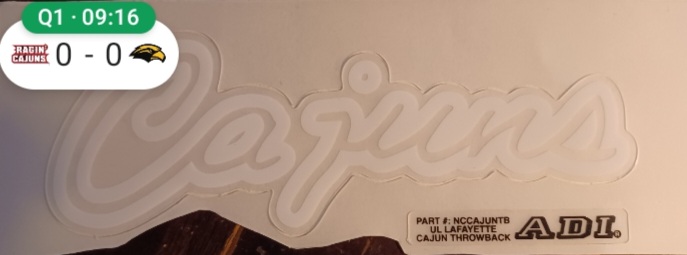 Q1 · 09:16
RAGIN' CAJUNS 0 - 0
Cajuns
PART #: NCCAJUNTB
UL LAFAYETTE
CAJUN THROWBACK
ADI®